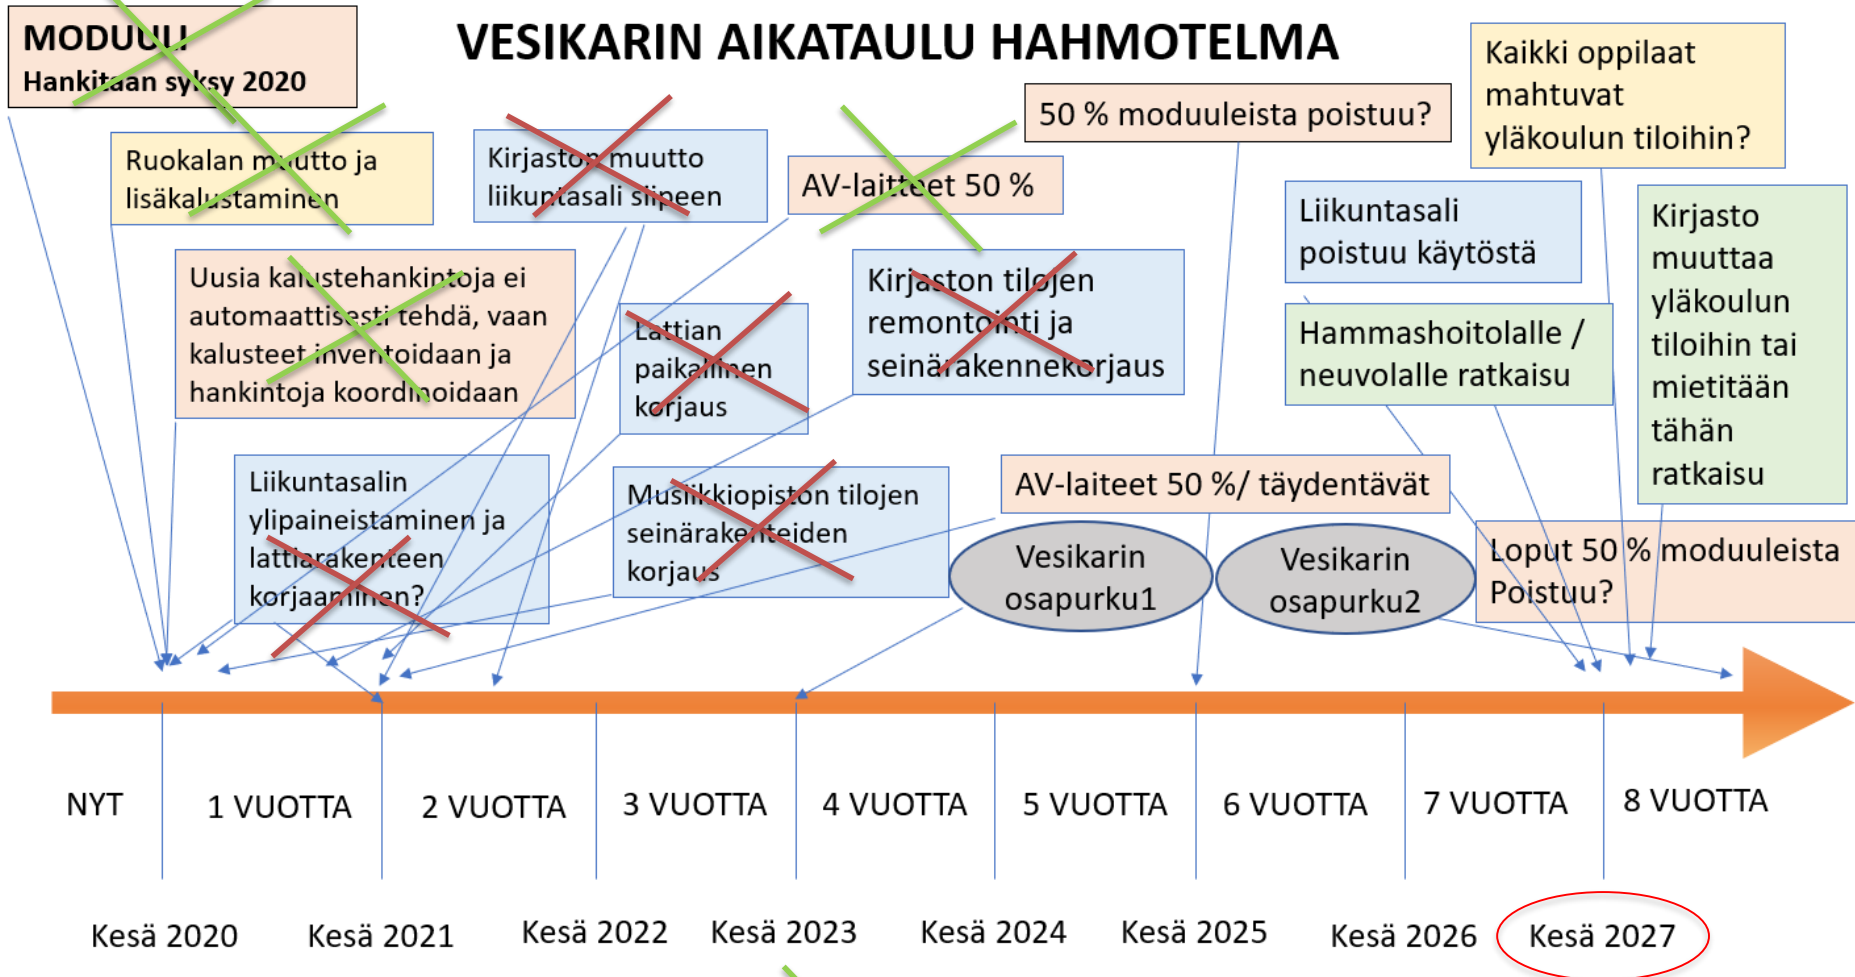 MODUULI
Hankitaan syksy 2020
VESIKARIN AIKATAULU HAHMOTELMA
Kaikki oppilaat
mahtuvat
yläkoulun tiloihin?
50 % moduuleista poistuu?
Ruokalan muutto ja
lisäkalustaminen
Kirjaston muutto
liikuntasali siipeen
AV-laitteet 50 %
Liikuntasali
poistuu käytöstä
Kirjasto
muuttaa
yläkoulun
tiloihin tai
mietitään
tähän
ratkaisu
Uusia kalustehankintoja ei
automaattisesti tehdä, vaan
kalusteet inventoidaan ja
hankintoja koordinoidaan
Lattian
paikallinen
korjaus
Kirjaston tilojen
remontointi ja
seinärakennekorjaus
Hammashoitolalle /
neuvolalle ratkaisu
Liikuntasalin
ylipaineistaminen ja
lattiarakenteen
korjaaminen?
Musiikkiopiston tilojen
seinärakenteiden
korjaus
AV-laiteet 50 %/ täydentävät
Vesikarin
osapurku1
Vesikarin
osapurku2
Loput 50 % moduuleista
Poistuu?
NYT
1 VUOTTA
2 VUOTTA
3 VUOTTA
4 VUOTTA
5 VUOTTA
6 VUOTTA
7 VUOTTA
8 VUOTTA
Kesä 2020
Kesä 2021
Kesä 2022
Kesä 2023
Kesä 2024
Kesä 2025
Kesä 2026
Kesä 2027